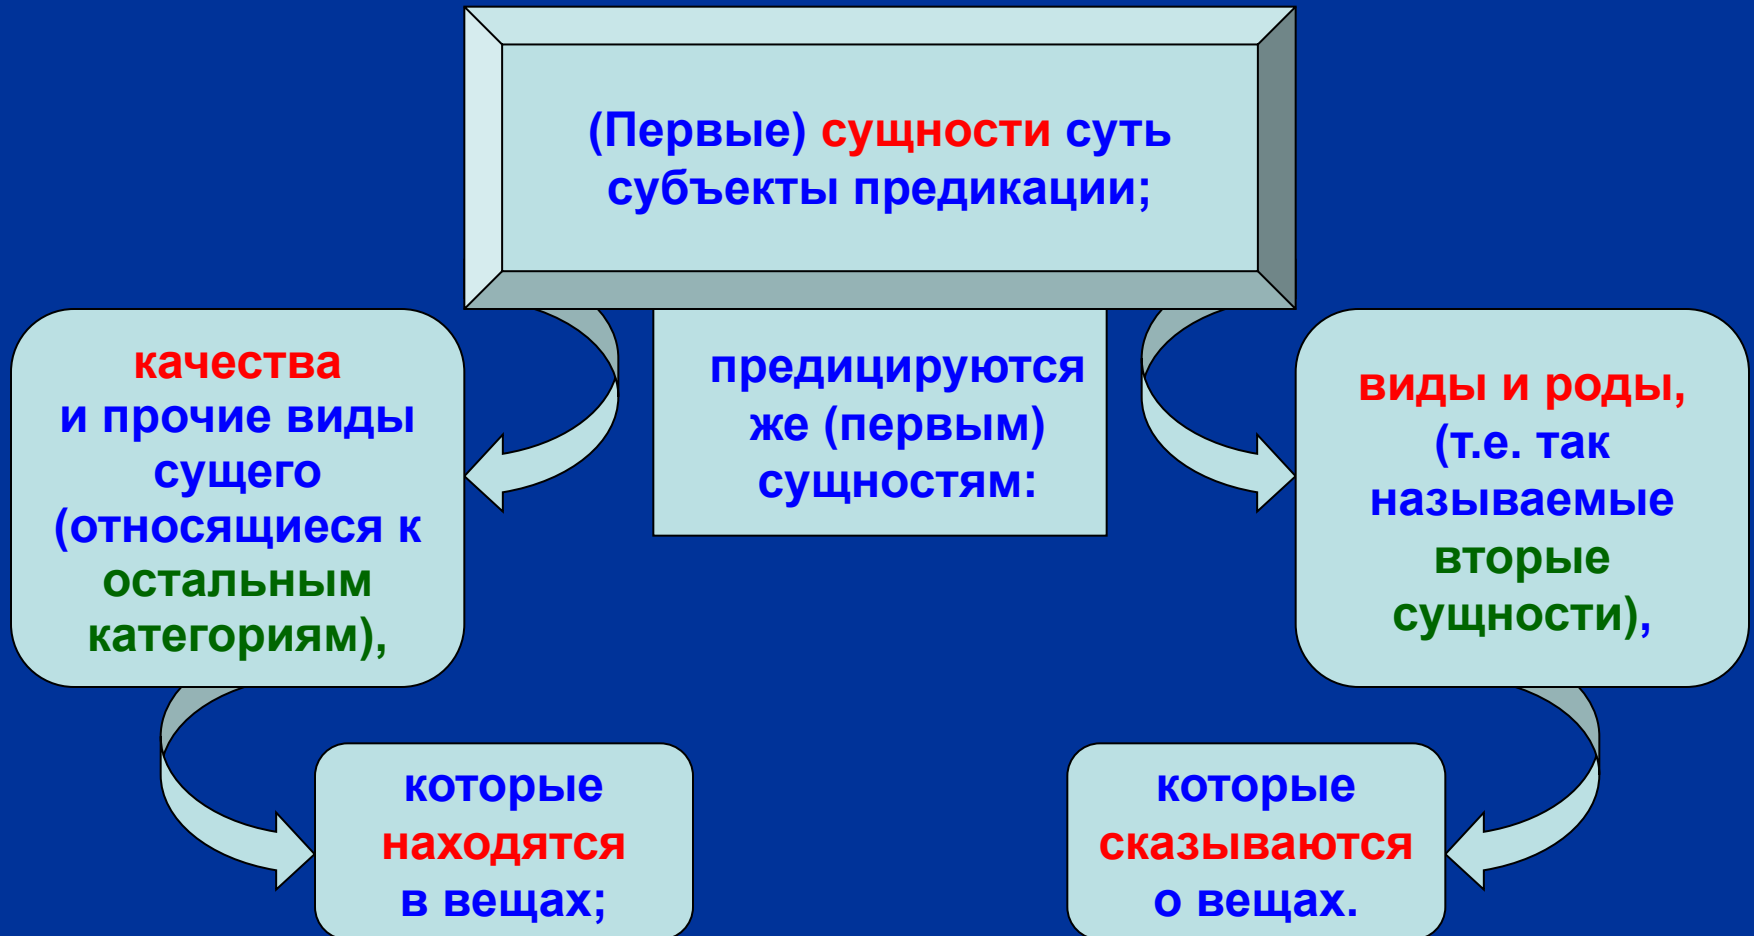 (Первые) сущности суть
субъекты предикации;
предицируются
же (первым)
сущностям:
качества
и прочие виды
сущего
(относящиеся к
остальным
категориям),
которые
находятся
в вещах;
виды и роды,
(т.е. так
называемые
вторые
сущности),
которые
сказываются
о вещах.